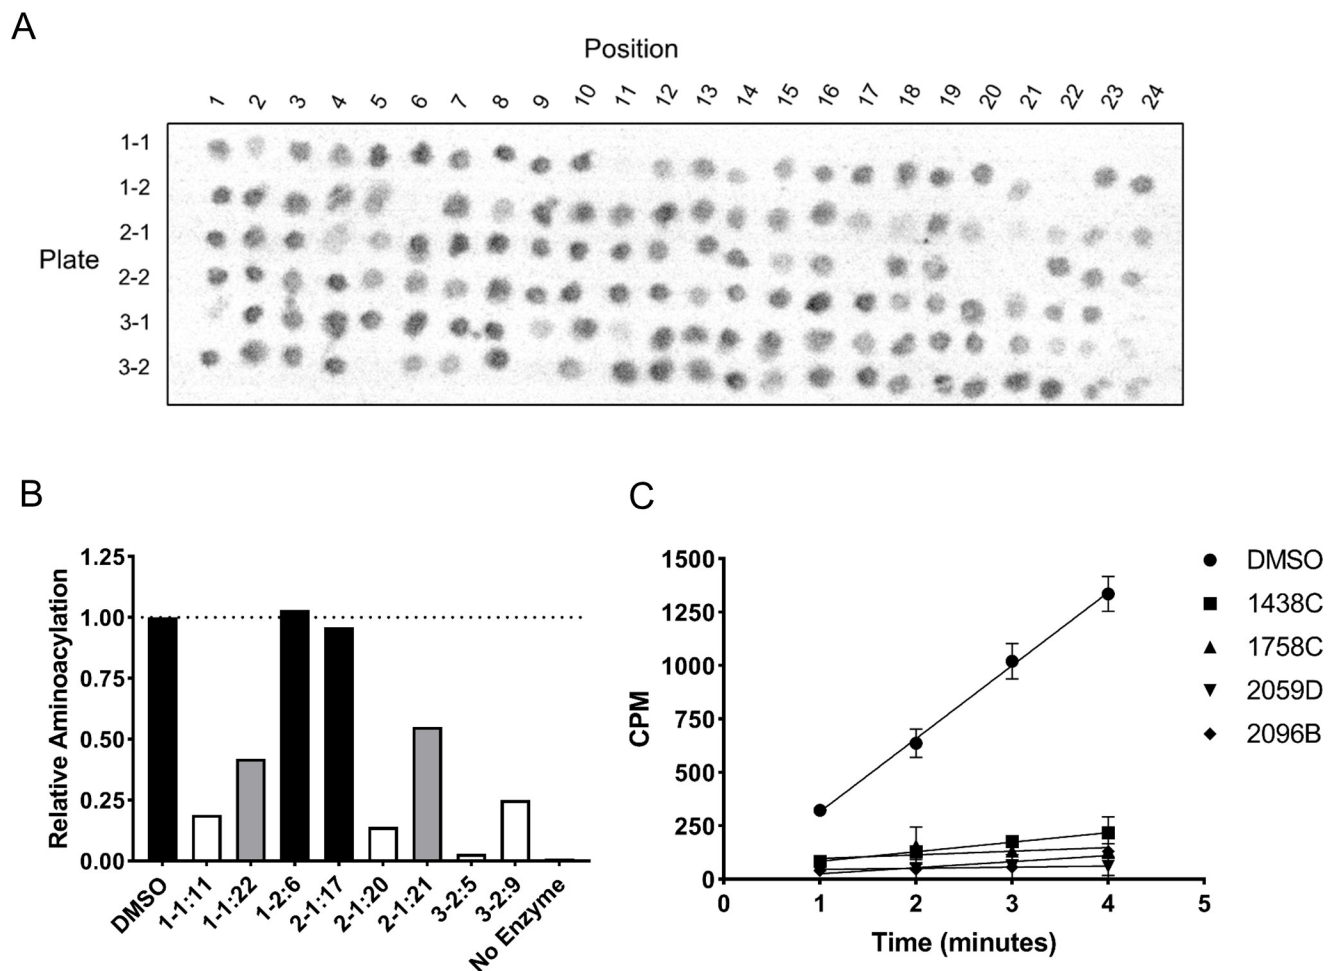 A
Position
1 2 3 4 5 6 7 8 9 10 11 12 13 14 15 16 17 18 19 20 21 22 23 24
Plate
1-1
1-2
2-1
2-2
3-1
3-2
B
Relative Aminoacylation
1.25
1.00
0.75
0.50
0.25
0.00
DMSO 1-1:11 1-1:22 1-2:6 2-1:17 2-1:20 2-1:21 3-2:5 3-2:9 No Enzyme
C
CPM
1500
1250
1000
750
500
250
0
0 1 2 3 4 5
Time (minutes)
DMSO
1438C
1758C
2059D
2096B